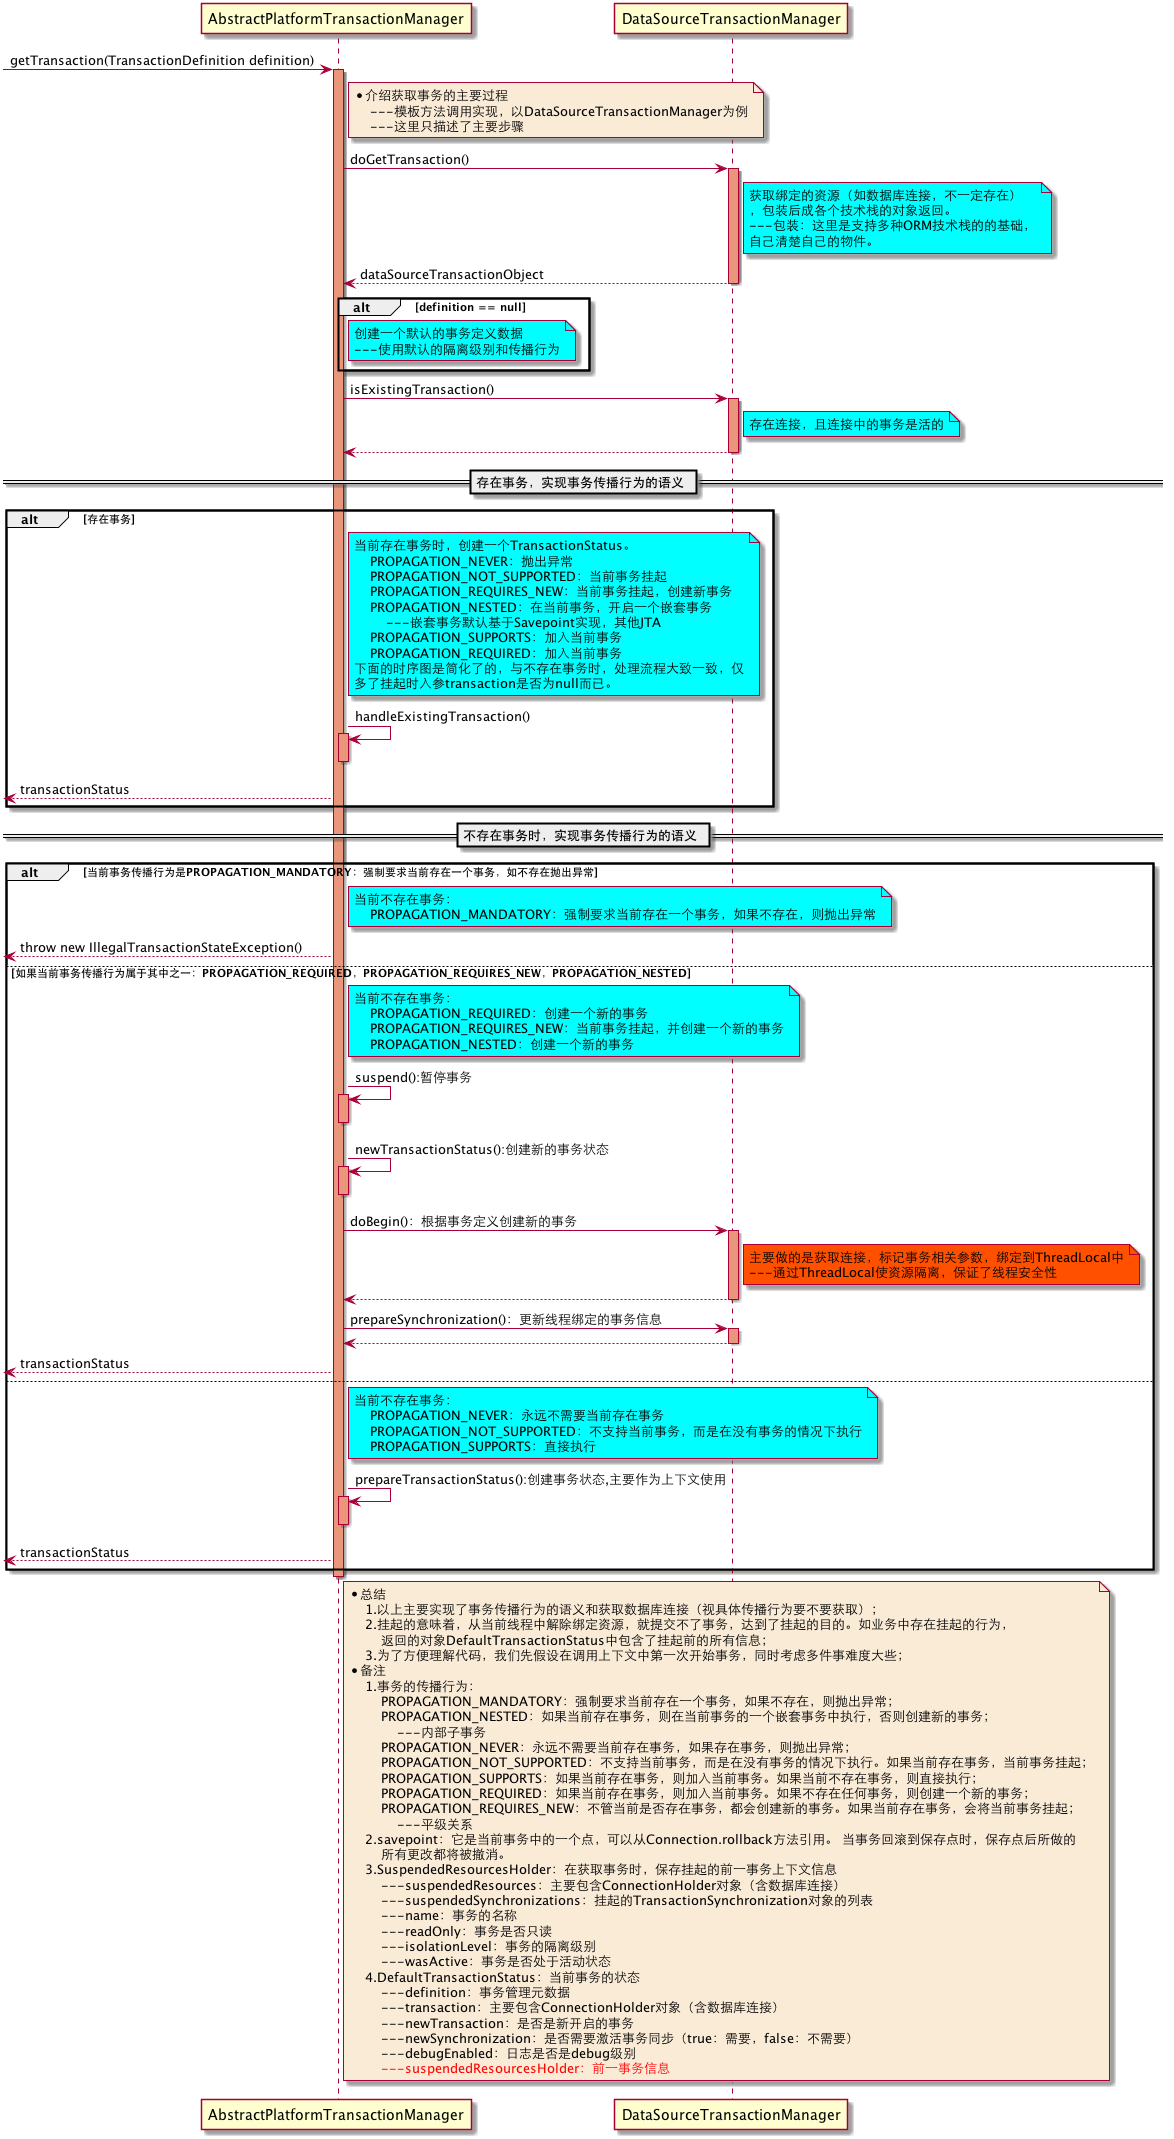 AbstractPlatformTransactionManager
DataSourceTransactionManager
getTransaction(TransactionDefinition definition)
•介绍获取事务的主要过程
---模板方法调用实现，以DataSourceTransactionManager为例
---这里只描述了主要步骤
doGetTransaction()
获取绑定的资源（如数据库连接，不一定存在）
，包装后成各个技术栈的对象返回。
---包装：这里是支持多种ORM技术栈的的基础，
自己清楚自己的物件。
dataSourceTransactionObject
alt
[definition == null]
创建一个默认的事务定义数据
---使用默认的隔离级别和传播行为
isExistingTransaction()
存在连接，且连接中的事务是活的
存在事务，实现事务传播行为的语义
alt
[存在事务]
当前存在事务时，创建一个TransactionStatus。
PROPAGATION_NEVER：抛出异常
PROPAGATION_NOT_SUPPORTED：当前事务挂起
PROPAGATION_REQUIRES_NEW：当前事务挂起，创建新事务
PROPAGATION_NESTED：在当前事务，开启一个嵌套事务
---嵌套事务默认基于Savepoint实现，其他JTA
PROPAGATION_SUPPORTS：加入当前事务
PROPAGATION_REQUIRED：加入当前事务
下面的时序图是简化了的，与不存在事务时，处理流程大致一致，仅
多了挂起时入参transaction是否为null而已。
handleExistingTransaction()
transactionStatus
不存在事务时，实现事务传播行为的语义
alt
[当前事务传播行为是PROPAGATION_MANDATORY：强制要求当前存在一个事务，如不存在抛出异常]
当前不存在事务：
PROPAGATION_MANDATORY：强制要求当前存在一个事务，如果不存在，则抛出异常
throw new IllegalTransactionStateException()
[如果当前事务传播行为属于其中之一：PROPAGATION_REQUIRED，PROPAGATION_REQUIRES_NEW，PROPAGATION_NESTED]
当前不存在事务：
PROPAGATION_REQUIRED：创建一个新的事务
PROPAGATION_REQUIRES_NEW：当前事务挂起，并创建一个新的事务
PROPAGATION_NESTED：创建一个新的事务
suspend():暂停事务
newTransactionStatus():创建新的事务状态
doBegin()：根据事务定义创建新的事务
主要做的是获取连接，标记事务相关参数，绑定到ThreadLocal中
---通过ThreadLocal使资源隔离，保证了线程安全性
prepareSynchronization()：更新线程绑定的事务信息
transactionStatus
当前不存在事务：
PROPAGATION_NEVER：永远不需要当前存在事务
PROPAGATION_NOT_SUPPORTED：不支持当前事务，而是在没有事务的情况下执行
PROPAGATION_SUPPORTS：直接执行
prepareTransactionStatus():创建事务状态,主要作为上下文使用
transactionStatus
•总结
1.以上主要实现了事务传播行为的语义和获取数据库连接（视具体传播行为要不要获取）；
2.挂起的意味着，从当前线程中解除绑定资源，就提交不了事务，达到了挂起的目的。如业务中存在挂起的行为，
返回的对象DefaultTransactionStatus中包含了挂起前的所有信息；
3.为了方便理解代码，我们先假设在调用上下文中第一次开始事务，同时考虑多件事难度大些；
•备注
1.事务的传播行为：
PROPAGATION_MANDATORY：强制要求当前存在一个事务，如果不存在，则抛出异常；
PROPAGATION_NESTED：如果当前存在事务，则在当前事务的一个嵌套事务中执行，否则创建新的事务；
---内部子事务
PROPAGATION_NEVER：永远不需要当前存在事务，如果存在事务，则抛出异常；
PROPAGATION_NOT_SUPPORTED：不支持当前事务，而是在没有事务的情况下执行。如果当前存在事务，当前事务挂起；
PROPAGATION_SUPPORTS：如果当前存在事务，则加入当前事务。如果当前不存在事务，则直接执行；
PROPAGATION_REQUIRED：如果当前存在事务，则加入当前事务。如果不存在任何事务，则创建一个新的事务；
PROPAGATION_REQUIRES_NEW：不管当前是否存在事务，都会创建新的事务。如果当前存在事务，会将当前事务挂起；
---平级关系
2.savepoint：它是当前事务中的一个点，可以从Connection.rollback方法引用。 当事务回滚到保存点时，保存点后所做的
所有更改都将被撤消。
3.SuspendedResourcesHolder：在获取事务时，保存挂起的前一事务上下文信息
---suspendedResources：主要包含ConnectionHolder对象（含数据库连接）
---suspendedSynchronizations：挂起的TransactionSynchronization对象的列表
---name：事务的名称
---readOnly：事务是否只读
---isolationLevel：事务的隔离级别
---wasActive：事务是否处于活动状态
4.DefaultTransactionStatus：当前事务的状态
---definition：事务管理元数据
---transaction：主要包含ConnectionHolder对象（含数据库连接）
---newTransaction：是否是新开启的事务
---newSynchronization：是否需要激活事务同步（true：需要，false：不需要）
---debugEnabled：日志是否是debug级别
---suspendedResourcesHolder：前一事务信息
AbstractPlatformTransactionManager
DataSourceTransactionManager